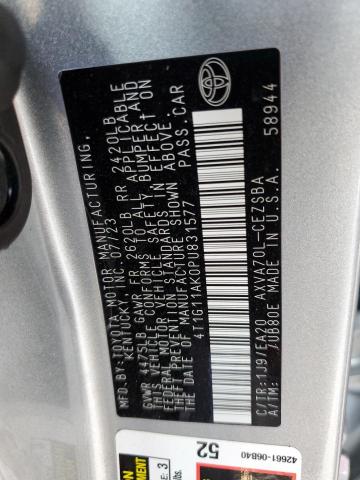 MFD.BY:TOYOTA MOTOR MANUFACTURING,
KENTUCKY, INC. 07/23
GVWR 4475LB GAWR FR 2620LB RR 2420LB
THIS VEHICLE CONFORMS TO ALL APPLICABLE
FEDERAL MOTOR VEHICLE SAFETY, BUMPER, AND
THEFT PREVENTION STANDARDS IN EFFECT ON
THE DATE OF MANUFACTURE SHOWN ABOVE.
4T1G11AK0PU831577 PASS. CAR
C/TR:1J9/EA20 AXVA70L-CEZSBA
A/TM: -/UB80E MADE IN U.S.A.
58944
42661-06B40
52
3
lbs.